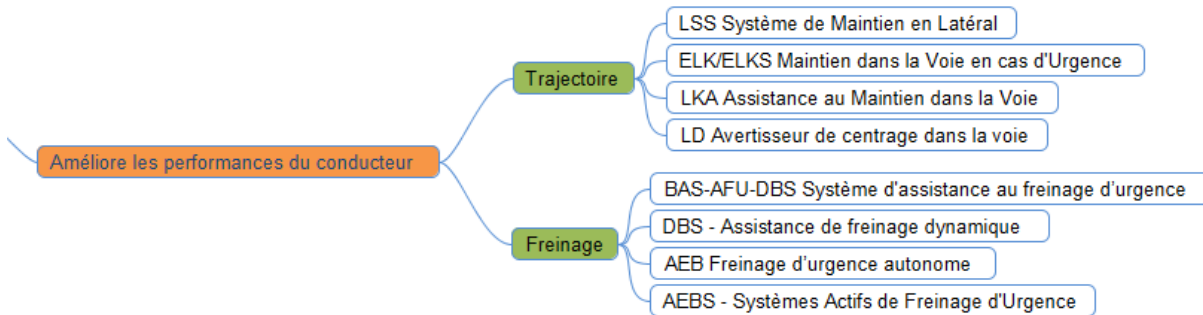 LSS Système de Maintien en Latéral
ELK/ELKS Maintien dans la Voie en cas d'Urgence
Trajectoire
LKA Assistance au Maintien dans la Voie
LD Avertisseur de centrage dans la voie
Améliore les performances du conducteur
BAS-AFU-DBS Système d'assistance au freinage d’urgence
DBS - Assistance de freinage dynamique
Freinage
AEB Freinage d’urgence autonome
AEBS - Systèmes Actifs de Freinage d'Urgence